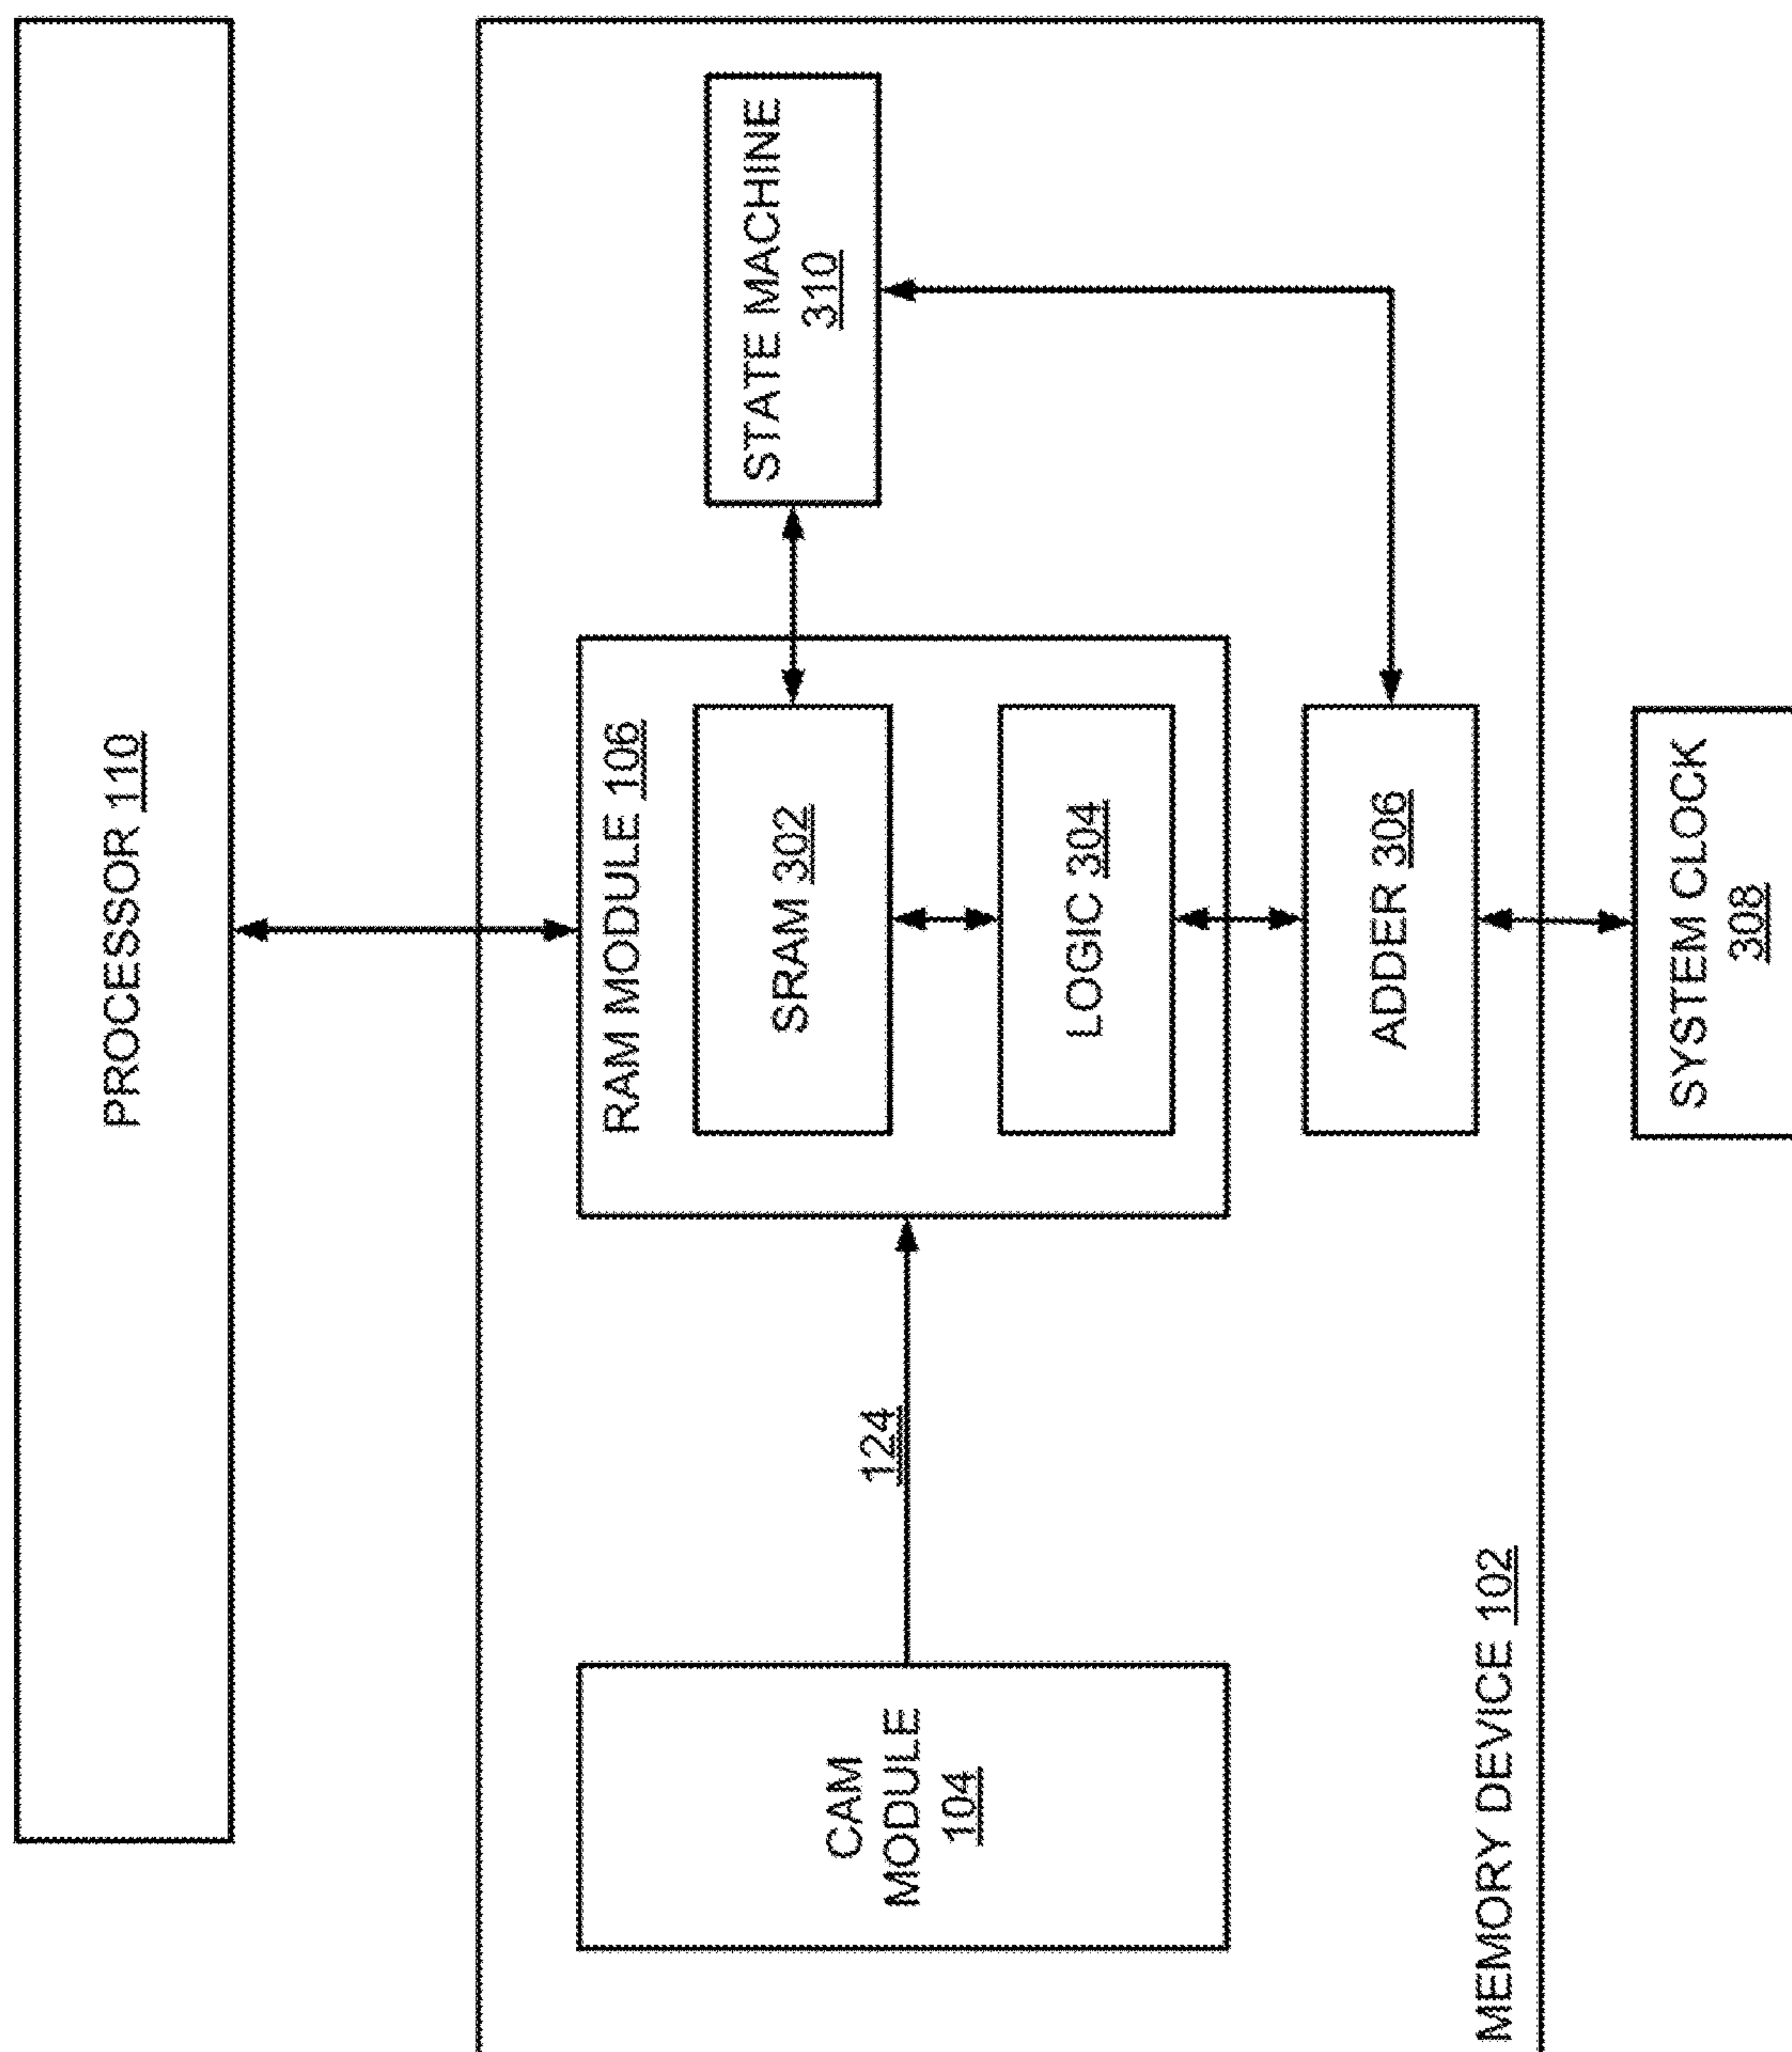 PROCESSOR 110
RAM MODULE 106
STATE MACHINE
310
SRAM 302
CAM
MODULE
104
124
LOGIC 304
ADDER 306
MEMORY DEVICE 102
SYSTEM CLOCK
308